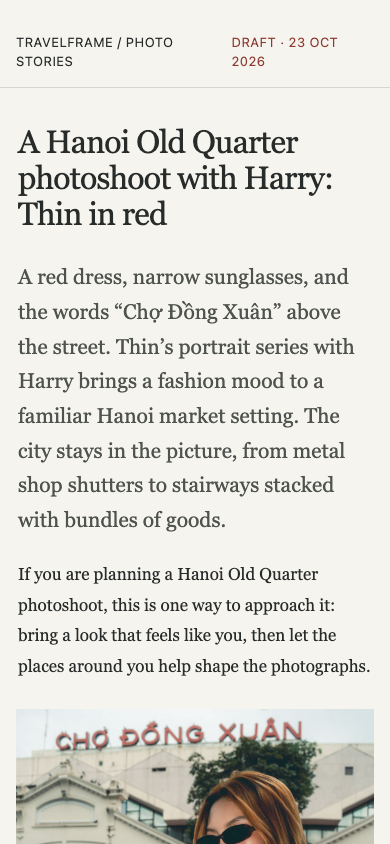 TRAVELFRAME / PHOTO STORIES
DRAFT · 23 OCT 2026
A Hanoi Old Quarter
photoshoot with Harry:
Thin in red
A red dress, narrow sunglasses, and
the words “Chợ Đồng Xuân” above
the street. Thin’s portrait series with
Harry brings a fashion mood to a
familiar Hanoi market setting. The
city stays in the picture, from metal
shop shutters to stairways stacked
with bundles of goods.
If you are planning a Hanoi Old Quarter
photoshoot, this is one way to approach it:
bring a look that feels like you, then let the
places around you help shape the photographs.
CHỢ ĐỒNG XUÂN